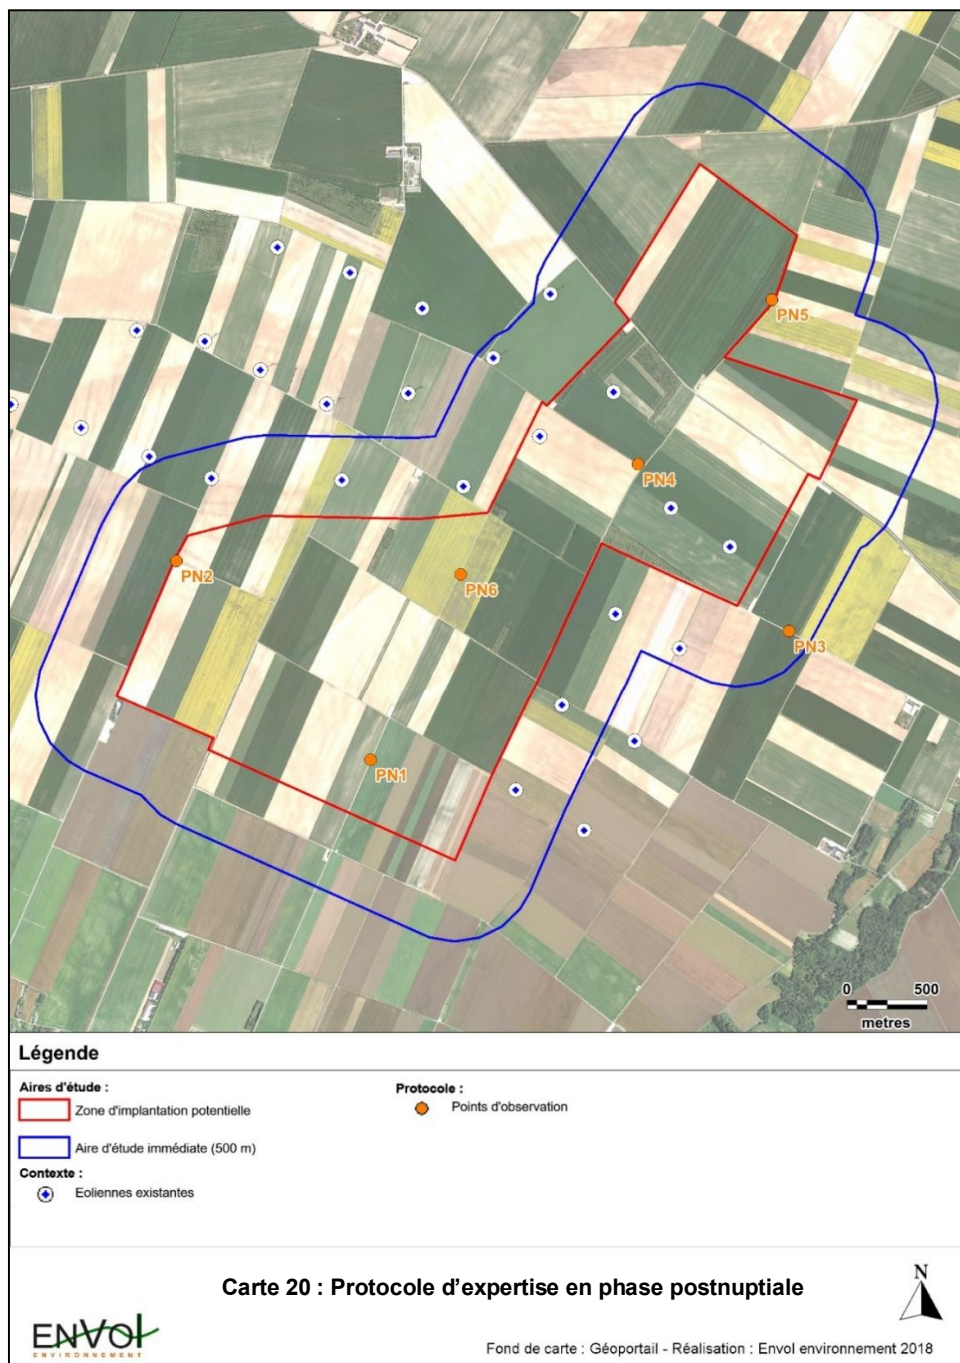 PN5
PN4
PN2
PN6
PN3
PN1
0 500
metres
Légende
Aires d'étude :
Zone d'implantation potentielle
Aire d'étude immédiate (500 m)
Contexte :
Eoliennes existantes
Protocole :
Points d'observation
Carte 20 : Protocole d'expertise en phase postnuptiale
N
ENVOl
ENVIRONNEMENT
Fond de carte : Géoportail - Réalisation : Envol environnement 2018